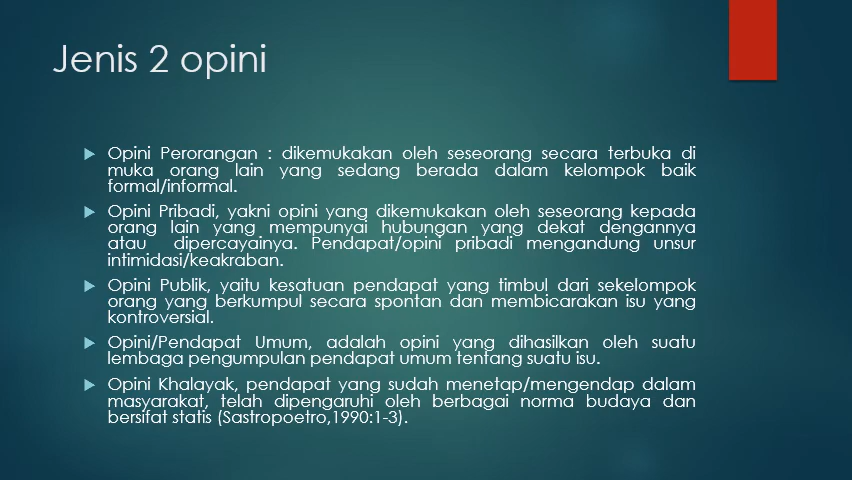 Jenis 2 opini
Opini Perorangan : dikemukakan oleh seseorang secara terbuka di
muka orang lain yang sedang berada dalam kelompok baik
formal/informal.
Opini Pribadi, yakni opini yang dikemukakan oleh seseorang kepada
orang lain yang mempunyai hubungan yang dekat dengannya
atau dipercayainya. Pendapat/opini pribadi mengandung unsur
intimidasi/keakraban.
Opini Publik, yaitu kesatuan pendapat yang timbul dari sekelompok
orang yang berkumpul secara spontan dan membicarakan isu yang
kontroversial.
Opini/Pendapat Umum, adalah opini yang dihasilkan oleh suatu
lembaga pengumpulan pendapat umum tentang suatu isu.
Opini Khalayak, pendapat yang sudah menetap/mengendap dalam
masyarakat, telah dipengaruhi oleh berbagai norma budaya dan
bersifat statis (Sastropoetro,1990:1-3).